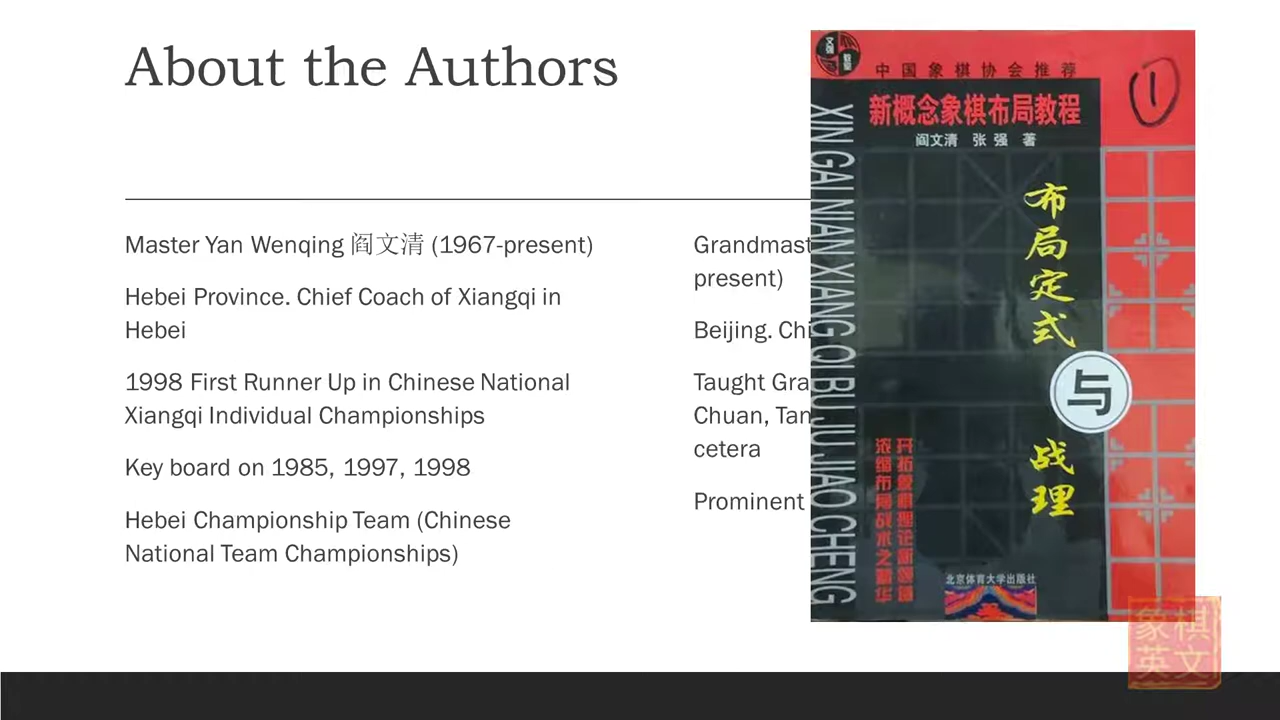 About the Authors
Master Yan Wenqing 阎文清 (1967-present)
Hebei Province. Chief Coach of Xiangqi in
Hebei
1998 First Runner Up in Chinese National
Xiangqi Individual Championships
Key board on 1985, 1997, 1998
Hebei Championship Team (Chinese
National Team Championships)
Grandmast
present)
Beijing. Chi
Taught Gra
Chuan, Tan
cetera
Prominent
中国象棋协会推荐
①
新概念象棋布局教程
阎文清 张强 著
XIN GAI NIAN XIANG QI BU JU JIAO CHENG
布局定式
与
战理
开拓象棋理论新领域
浓缩布局战术之精华
北京体育大学出版社
象棋
英文